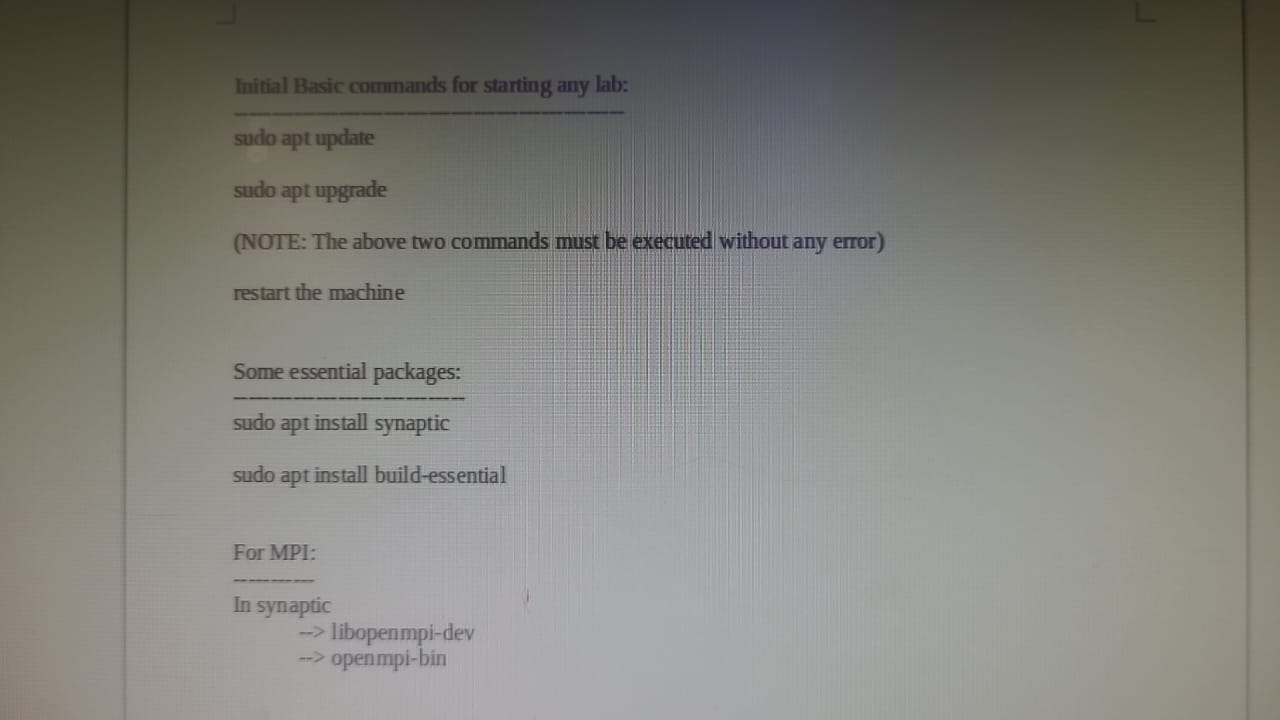 Initial Basic commands for starting any lab:
------------------------------------------
sudo apt update
sudo apt upgrade
(NOTE: The above two commands must be executed without any error)
restart the machine
Some essential packages:
-------------------------
sudo apt install synaptic
sudo apt install build-essential
For MPI:
-----------
In synaptic
--> libopenmpi-dev
--> openmpi-bin